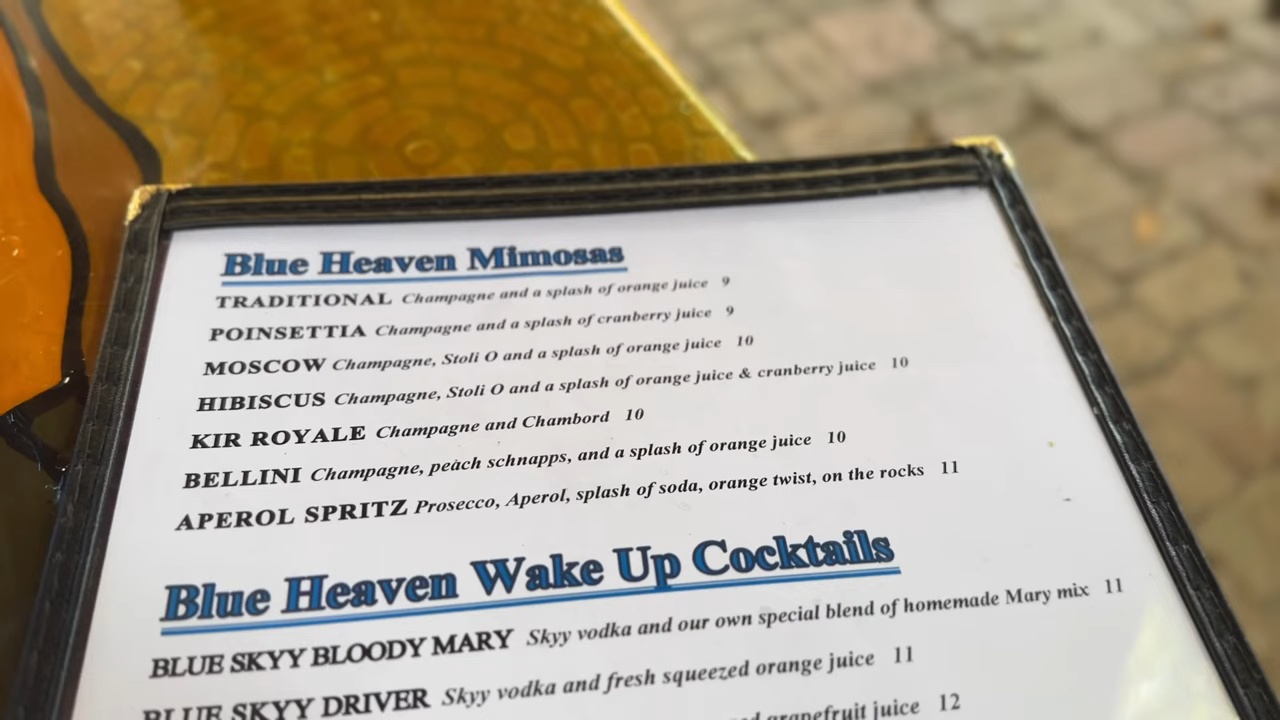 Blue Heaven Mimosas
TRADITIONAL Champagne and a splash of orange juice 9
POINSETTIA Champagne and a splash of cranberry juice 9
MOSCOW Champagne, Stoli O and a splash of orange juice 10
HIBISCUS Champagne, Stoli O and a splash of orange juice & cranberry juice 10
KIR ROYALE Champagne and Chambord 10
BELLINI Champagne, peach schnapps, and a splash of orange juice 10
APEROL SPRITZ Prosecco, Aperol, splash of soda, orange twist, on the rocks 11
Blue Heaven Wake Up Cocktails
BLUE SKYY BLOODY MARY Skyy vodka and our own special blend of homemade Mary mix 11
BLUE SKYY DRIVER Skyy vodka and fresh squeezed orange juice 11
grapefruit juice 12